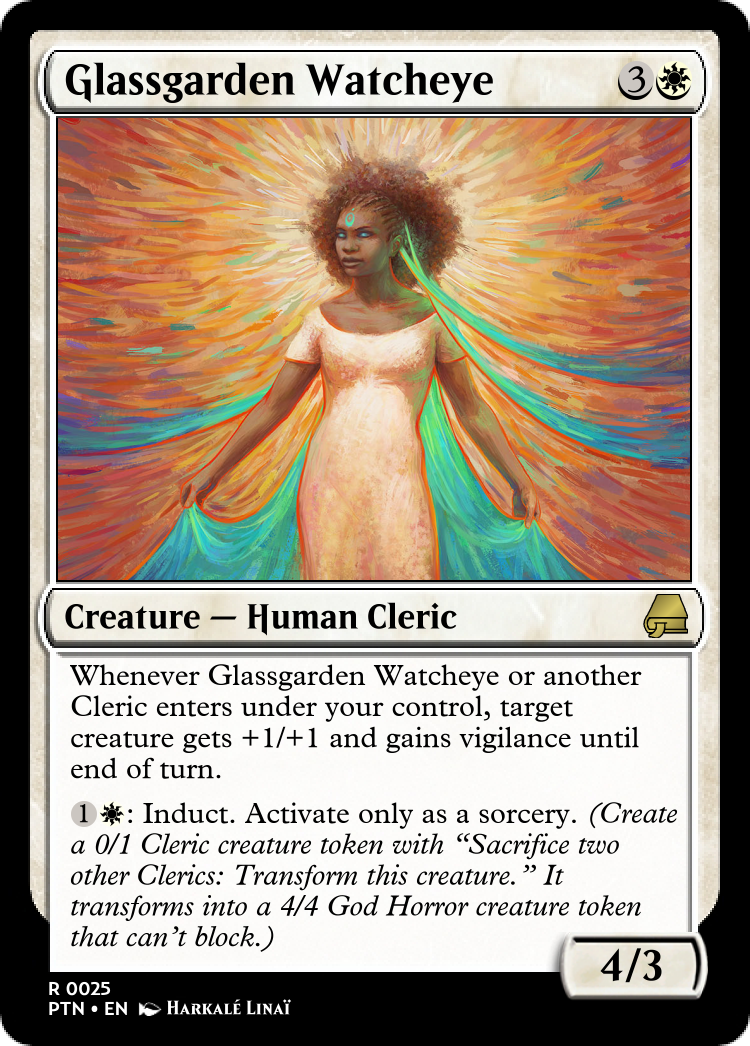 Glassgarden Watcheye 3
Creature — Human Cleric
Whenever Glassgarden Watcheye or another
Cleric enters under your control, target
creature gets +1/+1 and gains vigilance until
end of turn.
1 : Induct. Activate only as a sorcery. (Create
a 0/1 Cleric creature token with “Sacrifice two
other Clerics: Transform this creature.” It
transforms into a 4/4 God Horror creature token
that can’t block.)
4/3
R 0025
PTN • EN HARKALÉ LINAÏ